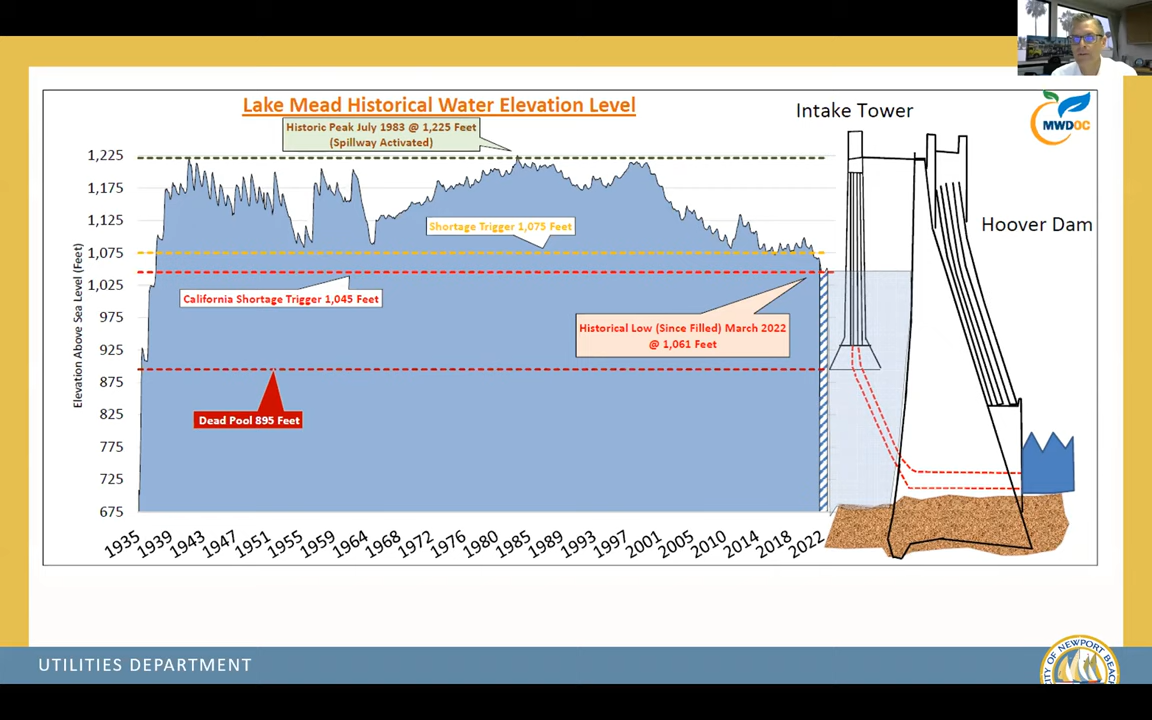 Lake Mead Historical Water Elevation Level
Intake Tower
MWDOC
Historic Peak July 1983 @ 1,225 Feet
(Spillway Activated)
Hoover Dam
Shortage Trigger 1,075 Feet
California Shortage Trigger 1,045 Feet
Historical Low (Since Filled) March 2022
@ 1,061 Feet
Dead Pool 895 Feet
Elevation Above Sea Level (Feet)
1,225
1,175
1,125
1,075
1,025
975
925
875
825
775
725
675
1935
1939
1943
1947
1951
1955
1959
1964
1968
1972
1976
1980
1985
1989
1993
1997
2001
2005
2010
2014
2018
2022
UTILITIES DEPARTMENT
CITY OF NEWPORT BEACH